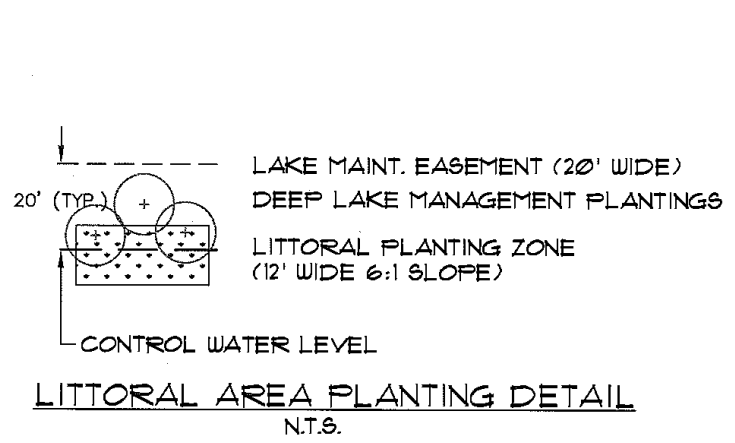 LAKE MAINT. EASEMENT (20' WIDE)
20' (TYP.)
DEEP LAKE MANAGEMENT PLANTINGS
LITTORAL PLANTING ZONE
(12' WIDE 6:1 SLOPE)
CONTROL WATER LEVEL
LITTORAL AREA PLANTING DETAIL
N.T.S.